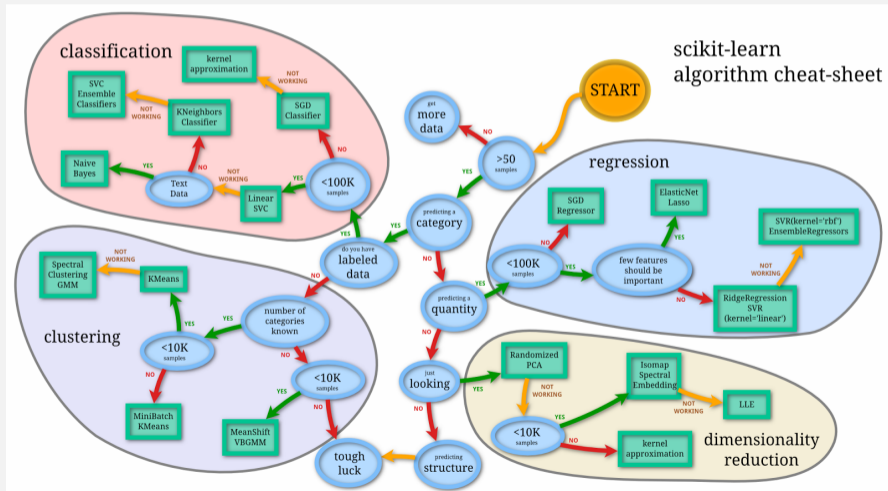 scikit-learn
algorithm cheat-sheet
START
classification
kernel
approximation
NOT
WORKING
SVC
Ensemble
Classifiers
NOT
WORKING
KNeighbors
Classifier
SGD
Classifier
NO
NO
Naive
Bayes
YES
Text
Data
NOT
WORKING
Linear
SVC
YES
<100K
samples
get
more
data
NO
>50
samples
YES
predicting a
category
YES
NO
do you have
labeled
data
YES
NO
predicting a
quantity
YES
NO
just
looking
YES
NO
predicting
structure
tough
luck
regression
SGD
Regressor
NO
<100K
samples
YES
ElasticNet
Lasso
YES
few features
should be
important
NO
SVR(kernel='rbf')
EnsembleRegressors
NOT
WORKING
RidgeRegression
SVR
(kernel='linear')
clustering
Spectral
Clustering
GMM
NOT
WORKING
KMeans
YES
<10K
samples
YES
number of
categories
known
NO
NO
MiniBatch
KMeans
<10K
samples
YES
NO
MeanShift
VBGMM
Randomized
PCA
NOT
WORKING
<10K
samples
YES
NO
Isomap
Spectral
Embedding
NOT
WORKING
LLE
kernel
approximation
dimensionality
reduction